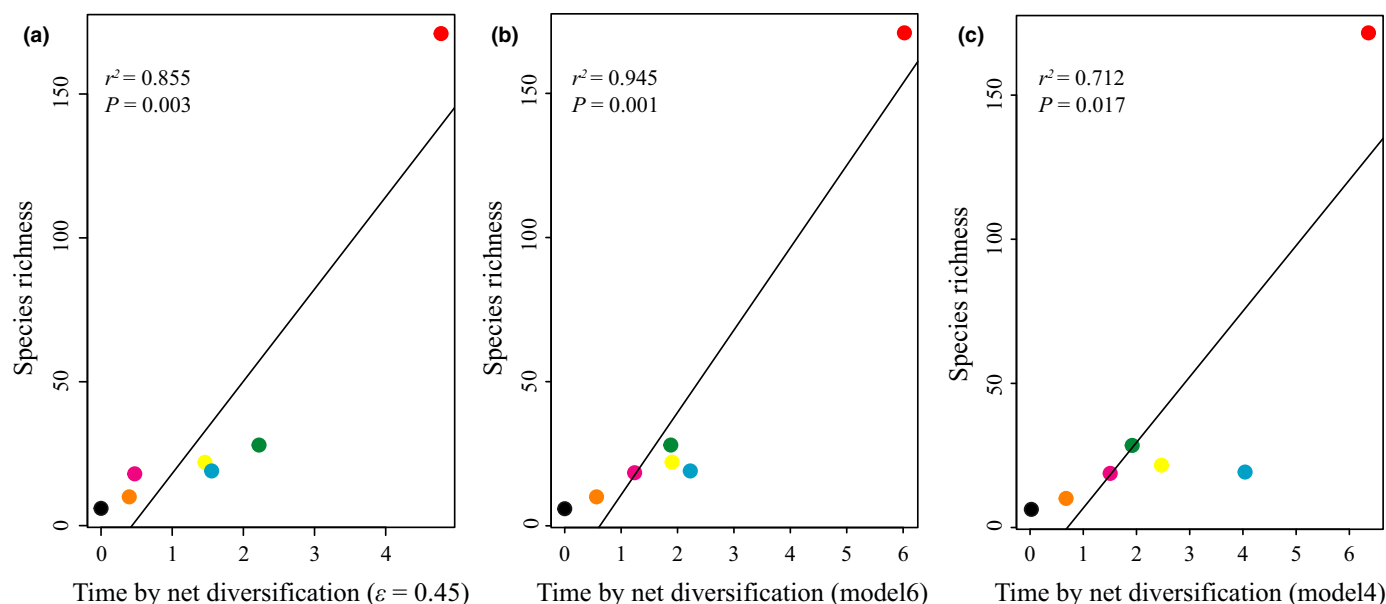 (a)
r² = 0.855
P = 0.003
Species richness
0
50
100
150
0 1 2 3 4
Time by net diversification (ε = 0.45)
(b)
r² = 0.945
P = 0.001
Species richness
0
50
100
150
0 1 2 3 4 5 6
Time by net diversification (model6)
(c)
r² = 0.712
P = 0.017
Species richness
0
50
100
150
0 1 2 3 4 5 6
Time by net diversification (model4)